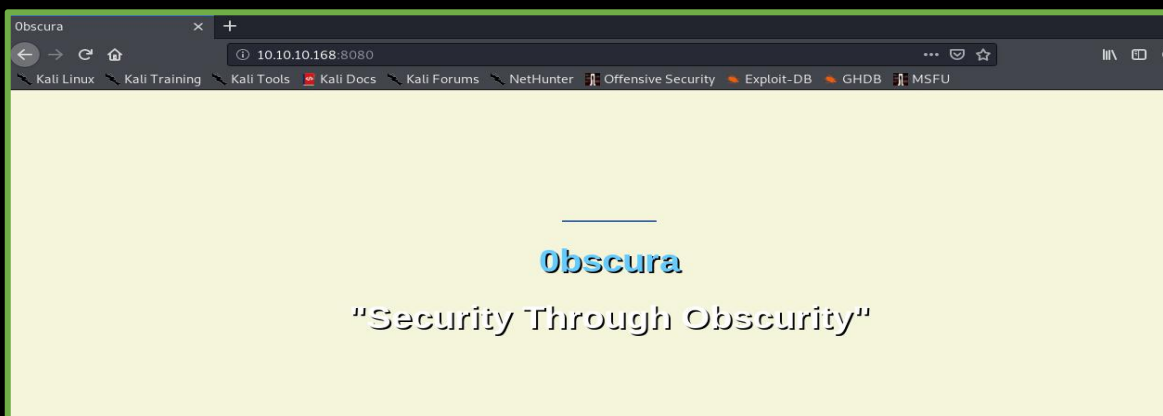 0bscura
10.10.10.168:8080
Kali Linux Kali Training Kali Tools Kali Docs Kali Forums NetHunter Offensive Security Exploit-DB GHDB MSFU
0bscura
"Security Through Obscurity"